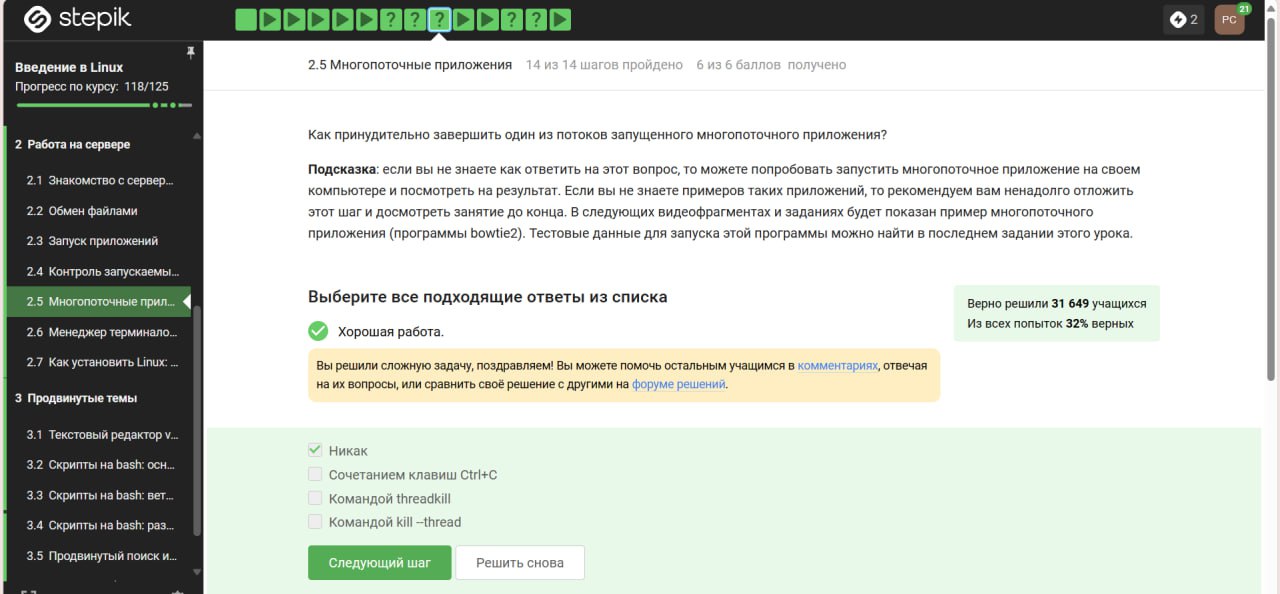 stepik
2
PC
21
Введение в Linux
Прогресс по курсу: 118/125
2 Работа на сервере
2.1 Знакомство с сервер...
2.2 Обмен файлами
2.3 Запуск приложений
2.4 Контроль запускаемы...
2.5 Многопоточные прил...
2.6 Менеджер терминало...
2.7 Как установить Linux: ...
3 Продвинутые темы
3.1 Текстовый редактор v...
3.2 Скрипты на bash: осн...
3.3 Скрипты на bash: вет...
3.4 Скрипты на bash: раз...
3.5 Продвинутый поиск и...
2.5 Многопоточные приложения 14 из 14 шагов пройдено 6 из 6 баллов получено
Как принудительно завершить один из потоков запущенного многопоточного приложения?
Подсказка: если вы не знаете как ответить на этот вопрос, то можете попробовать запустить многопоточное приложение на своем
компьютере и посмотреть на результат. Если вы не знаете примеров таких приложений, то рекомендуем вам ненадолго отложить
этот шаг и досмотреть занятие до конца. В следующих видеофрагментах и заданиях будет показан пример многопоточного
приложения (программы bowtie2). Тестовые данные для запуска этой программы можно найти в последнем задании этого урока.
Выберите все подходящие ответы из списка
Верно решили 31 649 учащихся
Из всех попыток 32% верных
Хорошая работа.
Вы решили сложную задачу, поздравляем! Вы можете помочь остальным учащимся в комментариях, отвечая
на их вопросы, или сравнить своё решение с другими на форуме решений.
Никак
Сочетанием клавиш Ctrl+C
Командой threadkill
Командой kill --thread
Следующий шаг
Решить снова